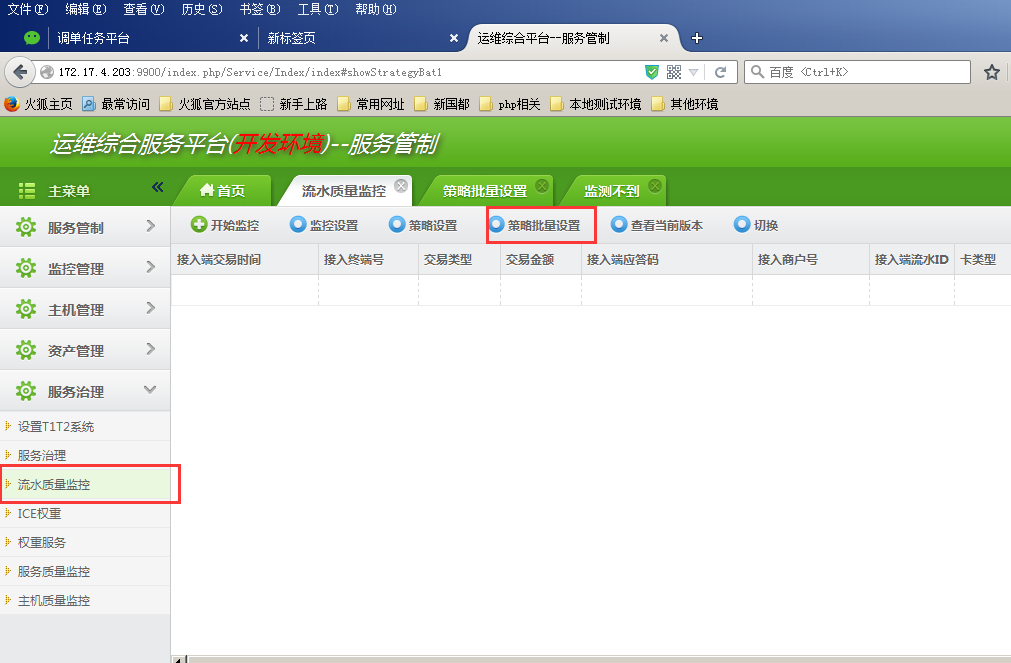 文件(F) 编辑(E) 查看(V) 历史(S) 书签(B) 工具(T) 帮助(H)
调单任务平台 × 新标签页 × 运维综合平台--服务管制 × +
172.17.4.203:9900/index.php/Service/Index/index#showStrategyBat1 百度 <Ctrl+K>
火狐主页 最常访问 火狐官方站点 新手上路 常用网址 新国都 php相关 本地测试环境 其他环境
运维综合服务平台(开发环境)--服务管制
主菜单 « 首页 流水质量监控 策略批量设置 监测不到
服务管制 开始监控 监控设置 策略设置 策略批量设置 查看当前版本 切换
接入端交易时间 接入终端号 交易类型 交易金额 接入端应答码 接入商户号 接入端流水ID 卡类型
监控管理
主机管理
资产管理
服务治理
设置T1T2系统
服务治理
流水质量监控
ICE权重
权重服务
服务质量监控
主机质量监控